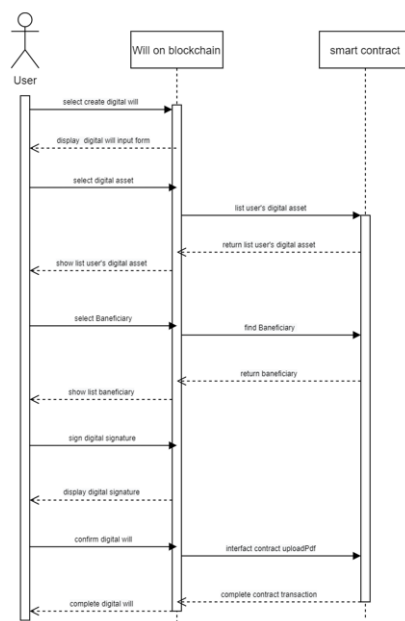 Will on blockchain
smart contract
User
select create digital will
display digital will input form
select digital asset
list user's digital asset
return list user's digital asset
show list user's digital asset
select Baneficiary
find Baneficiary
return beneficiary
show list beneficiary
sign digital signature
display digital signature
confirm digital will
interfact contract uploadPdf
complete contract transaction
complete digital will